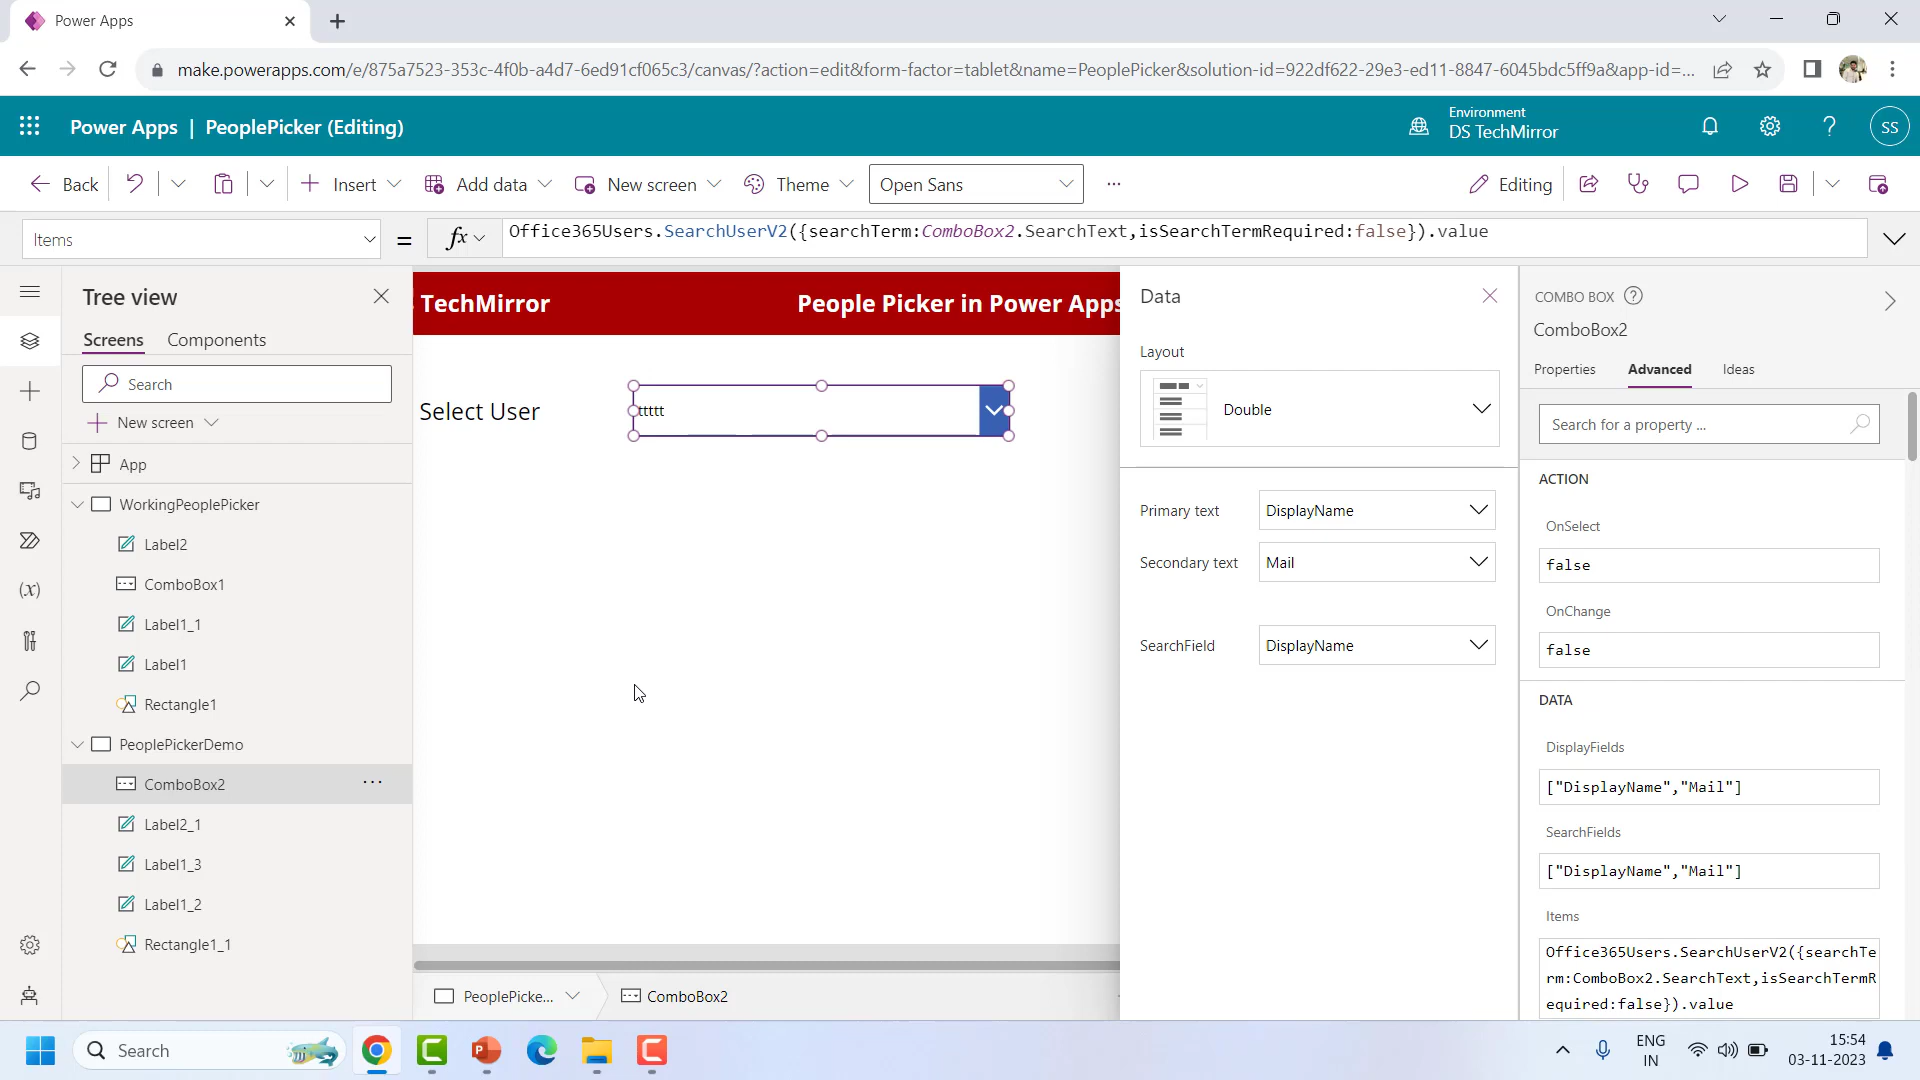 Power Apps
make.powerapps.com/e/875a7523-353c-4f0b-a4d7-6ed91cf065c3/canvas/?action=edit&form-factor=tablet&name=PeoplePicker&solution-id=922df622-29e3-ed11-8847-6045bdc5ff9a&app-id=...
Power Apps | PeoplePicker (Editing)
Environment
DS TechMirror
SS
Back
Insert
Add data
New screen
Theme
Open Sans
...
Editing
Items
=
fx
Office365Users.SearchUserV2({searchTerm:ComboBox2.SearchText,isSearchTermRequired:false}).value
Tree view
Screens
Components
Search
New screen
App
WorkingPeoplePicker
Label2
ComboBox1
Label1_1
Label1
Rectangle1
PeoplePickerDemo
ComboBox2
...
Label2_1
Label1_3
Label1_2
Rectangle1_1
(x)
TechMirror
People Picker in Power Apps
Select User
ttttt
PeoplePicke...
ComboBox2
Data
Layout
Double
Primary text
DisplayName
Secondary text
Mail
SearchField
DisplayName
COMBO BOX
ComboBox2
Properties
Advanced
Ideas
Search for a property ...
ACTION
OnSelect
false
OnChange
false
DATA
DisplayFields
["DisplayName","Mail"]
SearchFields
["DisplayName","Mail"]
Items
Office365Users.SearchUserV2({searchTe
rm:ComboBox2.SearchText,isSearchTermR
equired:false}).value
Search
ENG
IN
15:54
03-11-2023